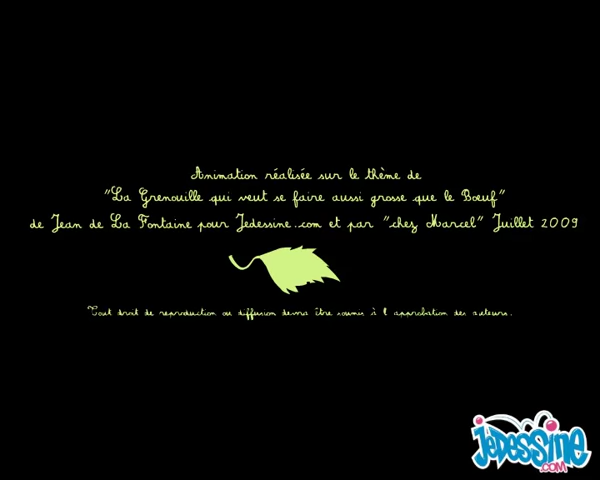 Animation réalisée sur le thème de
"La Grenouille qui veut se faire aussi grosse que le Bœuf"
de Jean de La Fontaine pour Jedessine.com et par "chez Marcel" Juillet 2009
Tout droit de reproduction ou diffusion devra être soumis à l'approbation des auteurs.
JEDESSINE
.COM